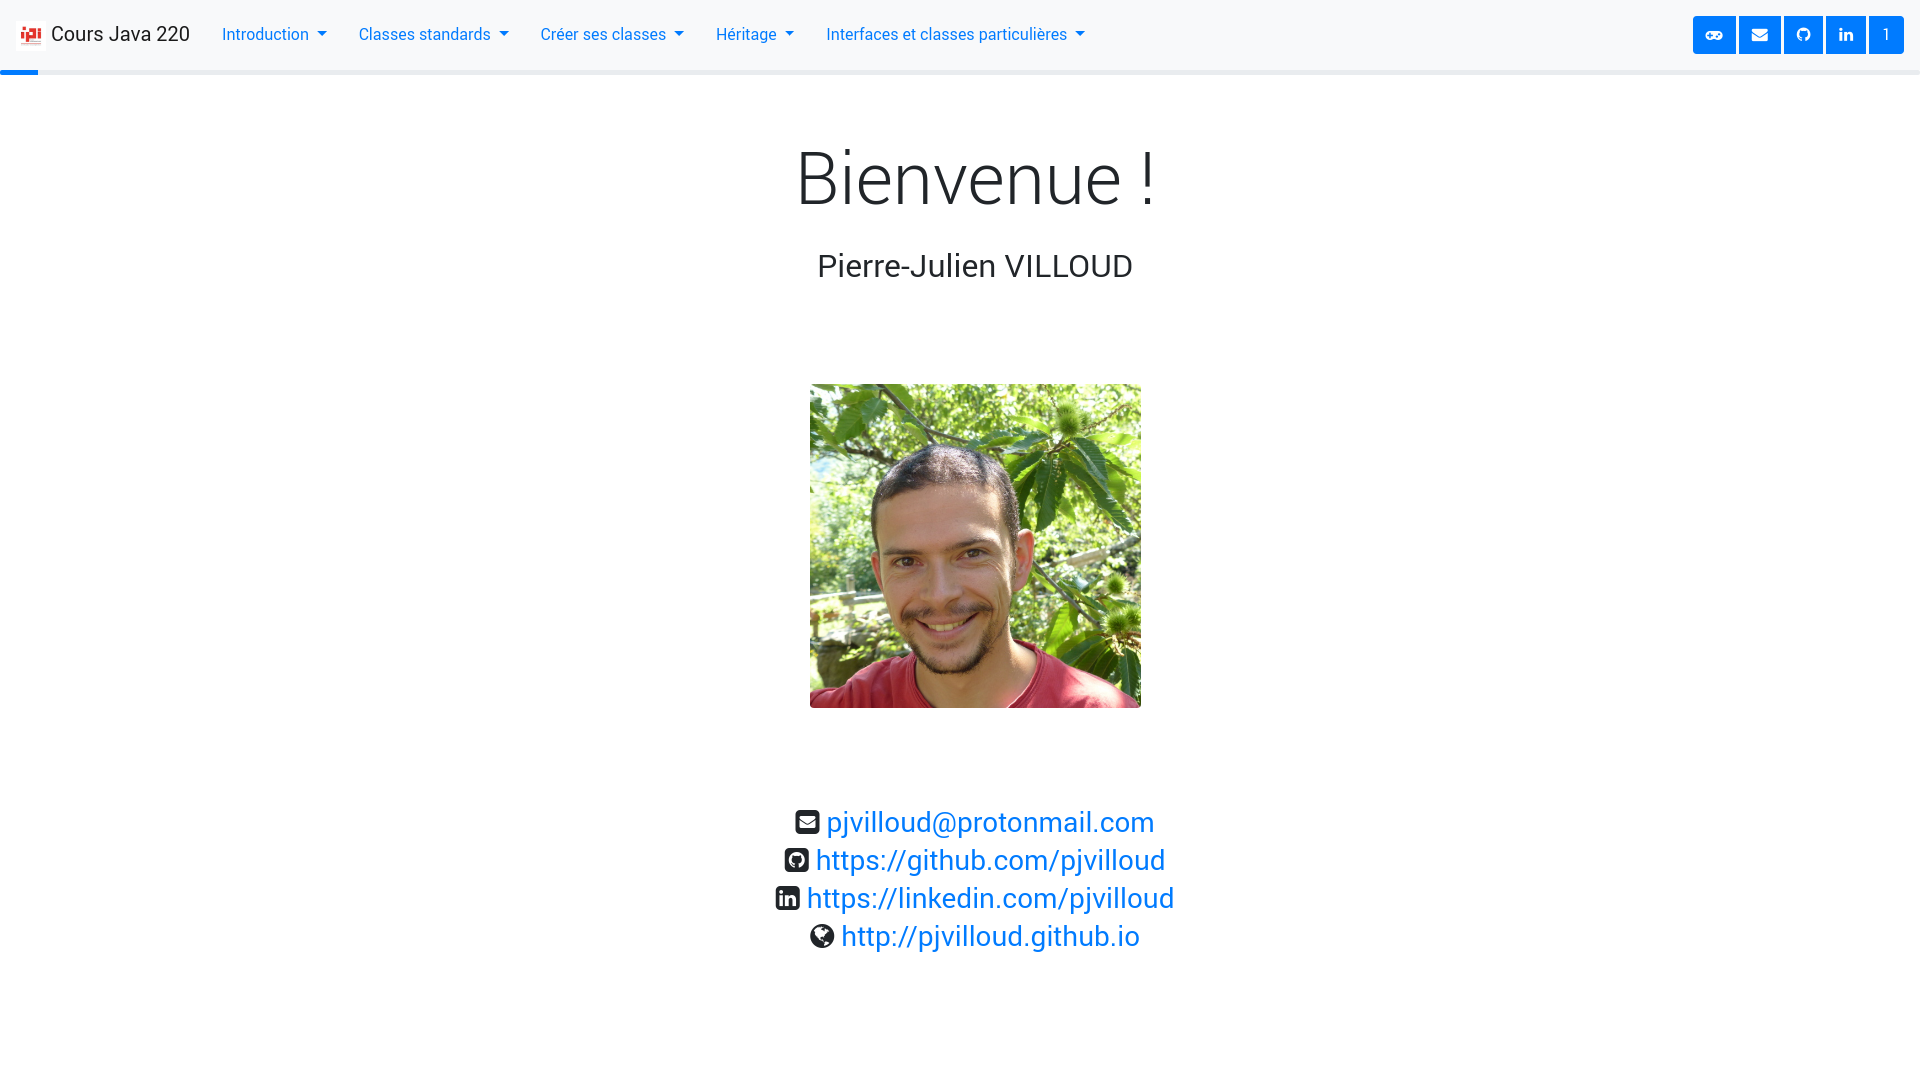 ipi Cours Java 220 Introduction Classes standards Créer ses classes Héritage Interfaces et classes particulières 1
Bienvenue !
Pierre-Julien VILLOUD
pjvilloud@protonmail.com
https://github.com/pjvilloud
https://linkedin.com/pjvilloud
http://pjvilloud.github.io